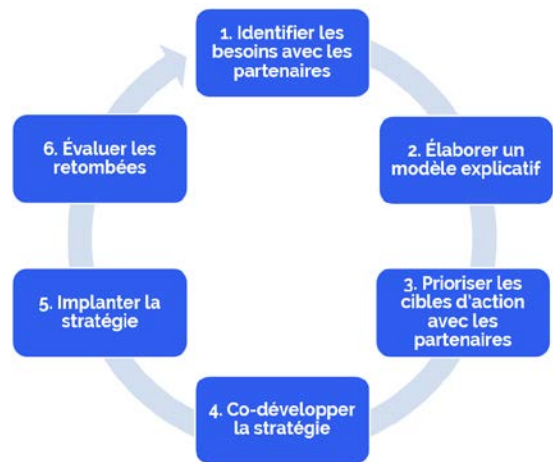 1. Identifier les
besoins avec les
partenaires
2. Élaborer un
modèle explicatif
3. Prioriser les
cibles d'action
avec les
partenaires
4. Co-développer
la stratégie
5. Implanter la
stratégie
6. Évaluer les
retombées